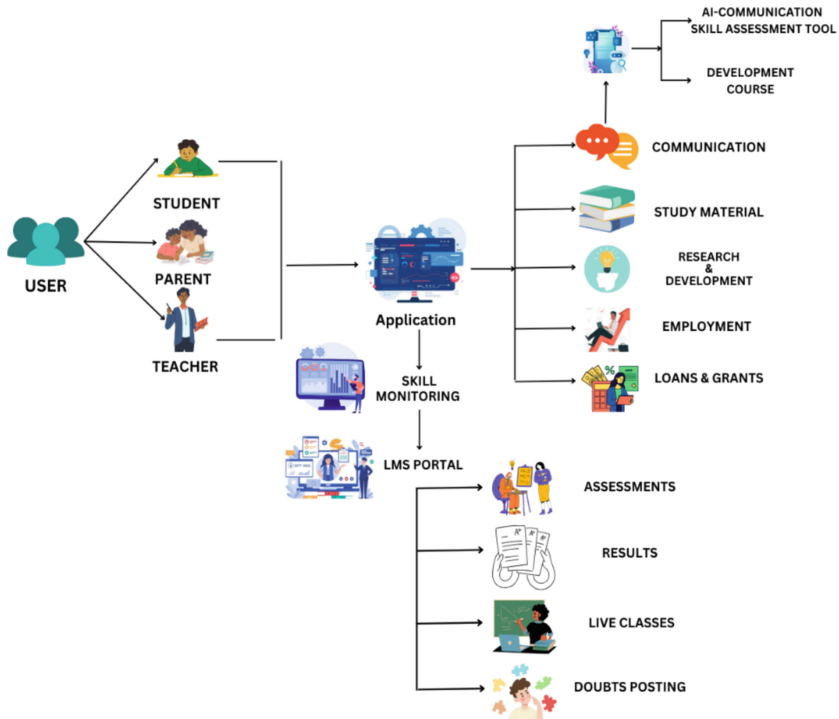 AI-COMMUNICATION
SKILL ASSESSMENT TOOL
DEVELOPMENT
COURSE
COMMUNICATION
STUDENT
STUDY MATERIAL
RESEARCH
&
DEVELOPMENT
PARENT
USER
Application
EMPLOYMENT
TEACHER
SKILL
MONITORING
LOANS & GRANTS
LMS PORTAL
ASSESSMENTS
RESULTS
LIVE CLASSES
DOUBTS POSTING